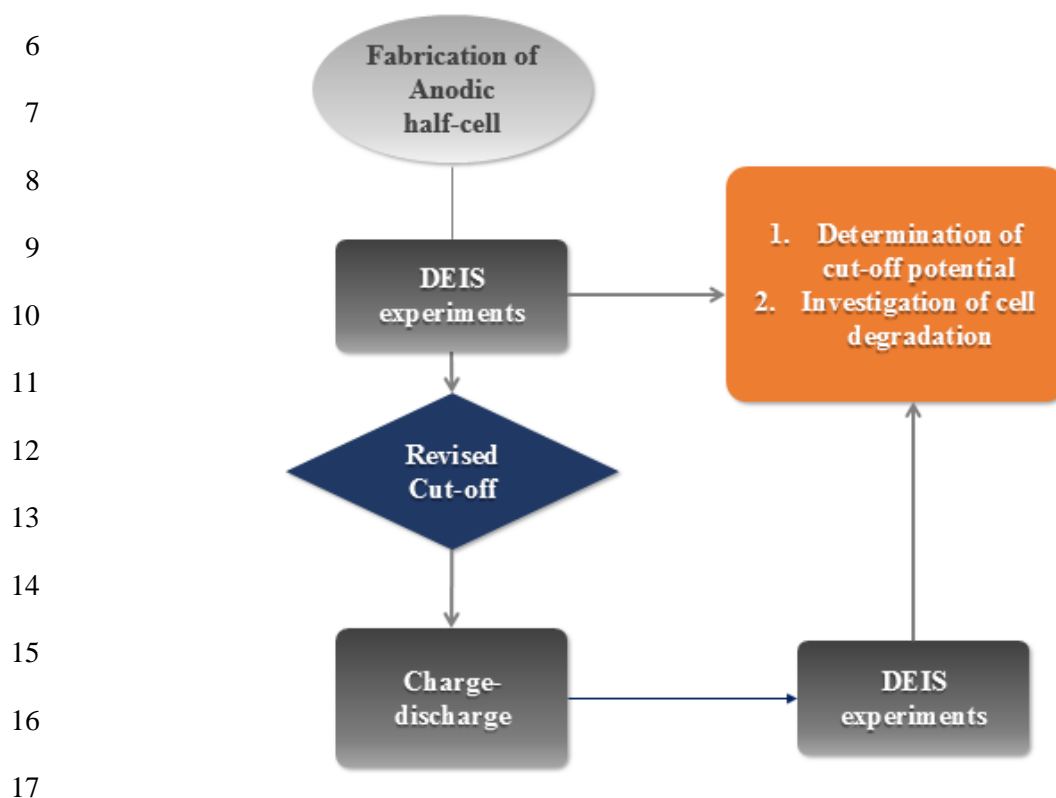 6
Fabrication of
Anodic
7
half-cell
8
9
1. Determination of
cut-off potential
DEIS
experiments
2. Investigation of cell
degradation
10
11
12
Revised
Cut-off
13
14
15
Charge-
discharge
DEIS
experiments
16
17